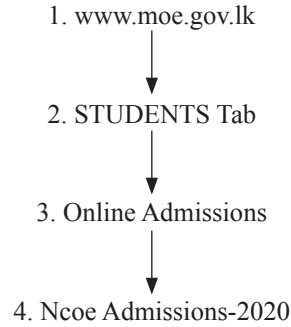 1. www.moe.gov.lk
2. STUDENTS Tab
3. Online Admissions
4. Ncoe Admissions-2020